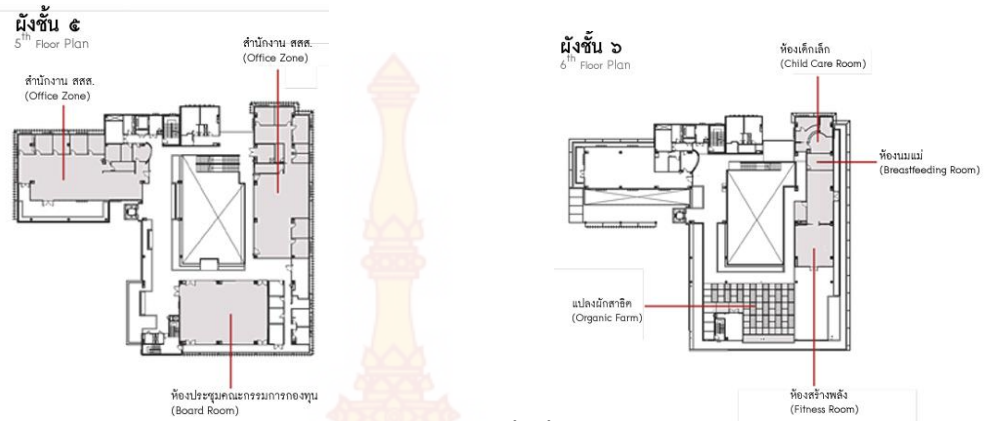 ผังชั้น ๕
5th Floor Plan
สำนักงาน สสส.
(Office Zone)
สำนักงาน สสส.
(Office Zone)
ห้องประชุมคณะกรรมการกองทุน
(Board Room)
ผังชั้น ๖
6th Floor Plan
ห้องเด็กเล็ก
(Child Care Room)
ห้องนมแม่
(Breastfeeding Room)
แปลงผักสาธิต
(Organic Farm)
ห้องสร้างพลัง
(Fitness Room)